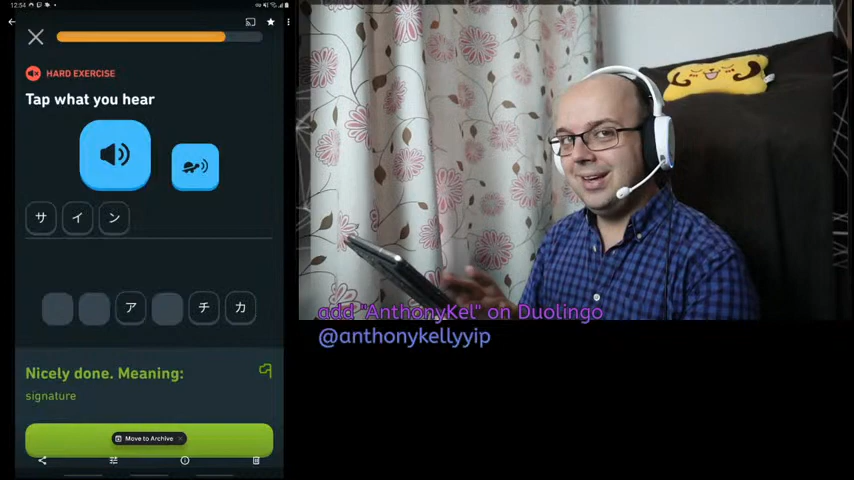 12:54
HARD EXERCISE
Tap what you hear
サ イ ン
ア チ カ
Nicely done. Meaning:
signature
Move to Archive
add "AnthonyKel" on Duolingo
@anthonykellyyip